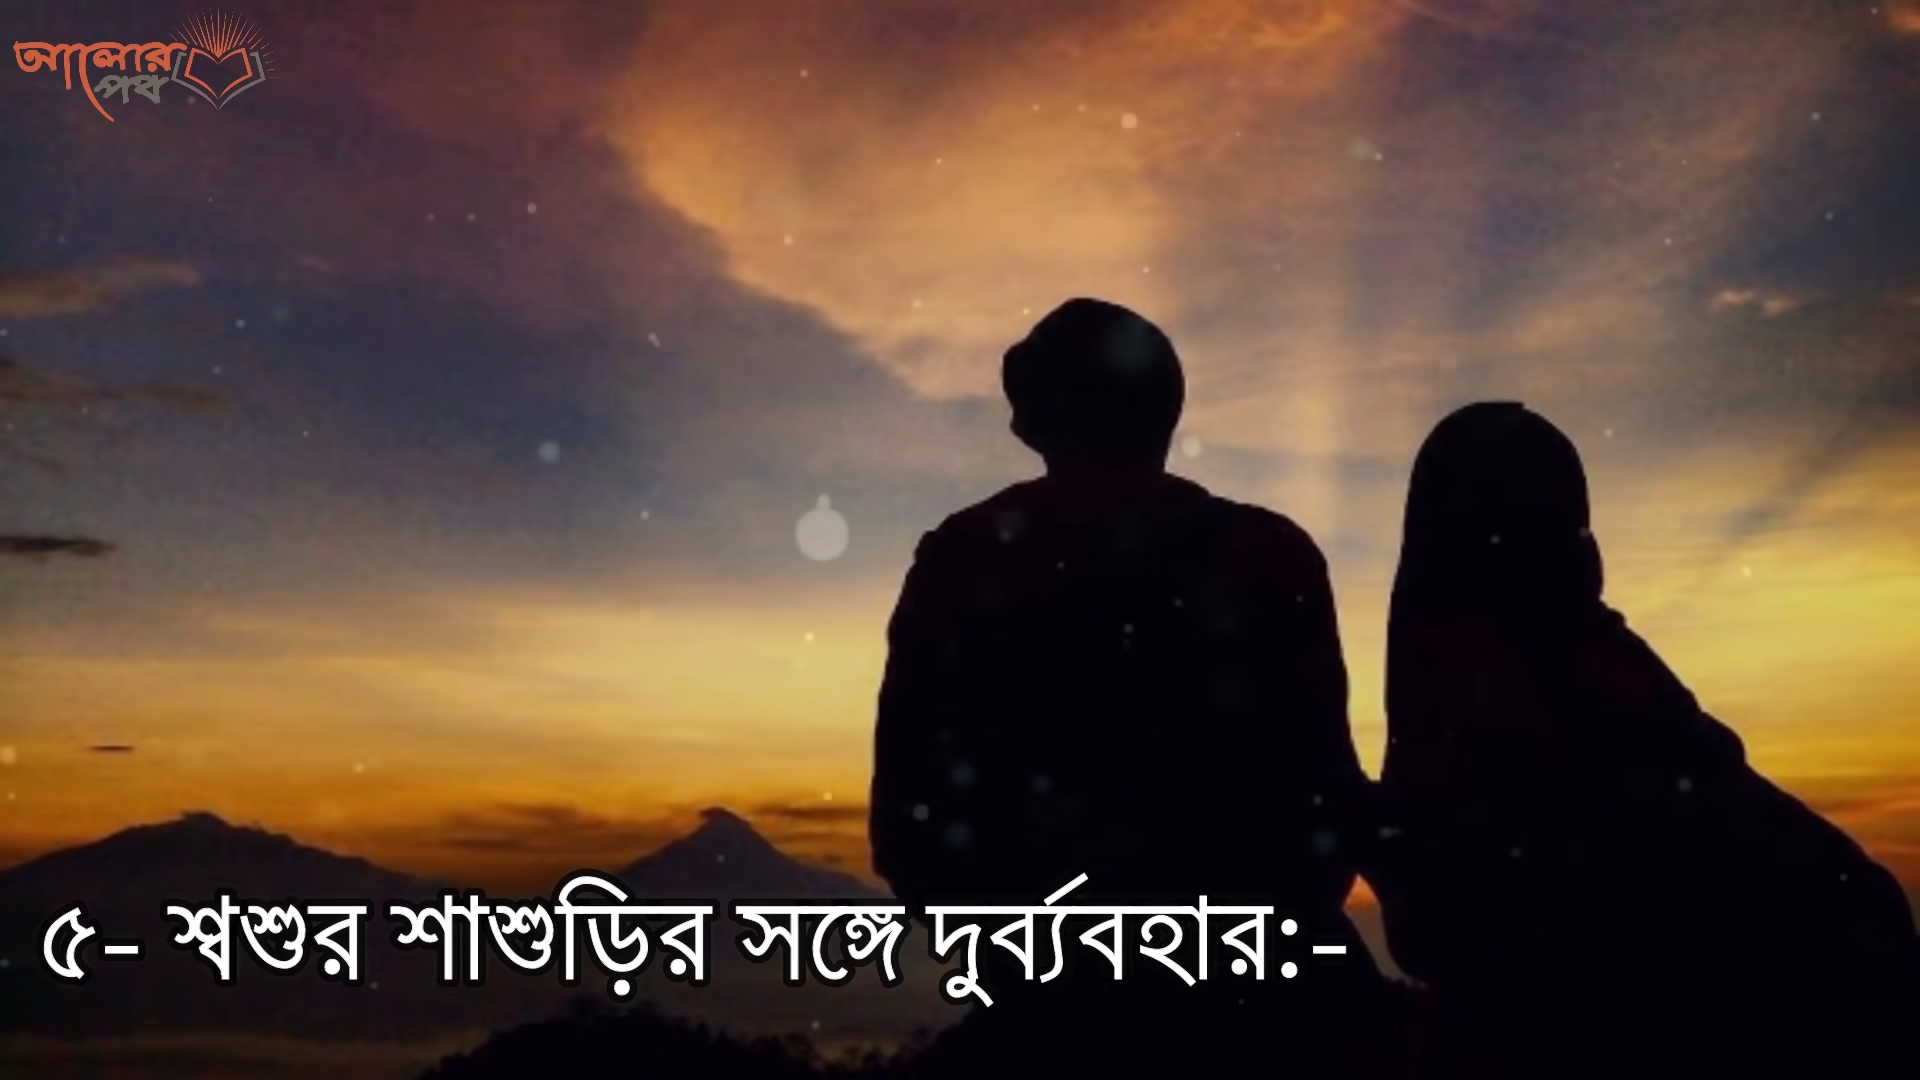 আলোর
পথ
৫- শ্বশুর শাশুড়ির সঙ্গে দুর্ব্যবহার:-